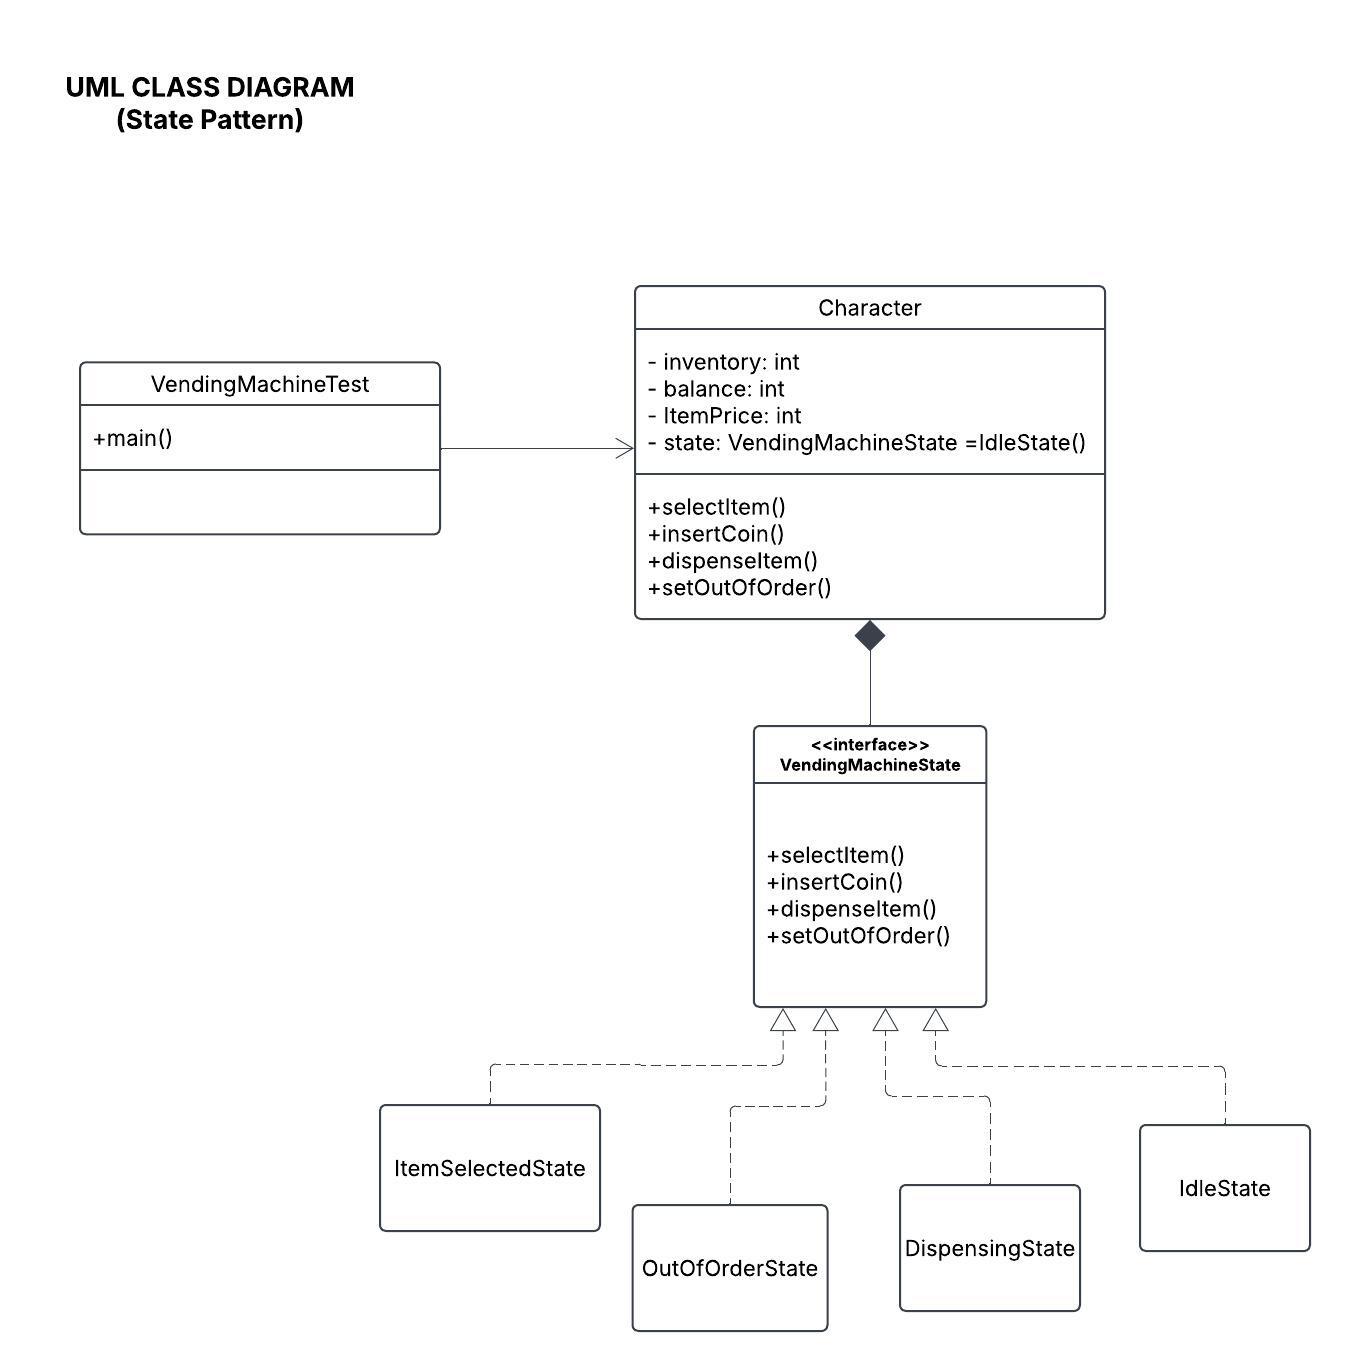 UML CLASS DIAGRAM
(State Pattern)
Character
- inventory: int
- balance: int
- ItemPrice: int
- state: VendingMachineState =IdleState()
+selectItem()
+insertCoin()
+dispenseItem()
+setOutOfOrder()
VendingMachineTest
+main()
<<interface>>
VendingMachineState
+selectItem()
+insertCoin()
+dispenseItem()
+setOutOfOrder()
ItemSelectedState
OutOfOrderState
DispensingState
IdleState